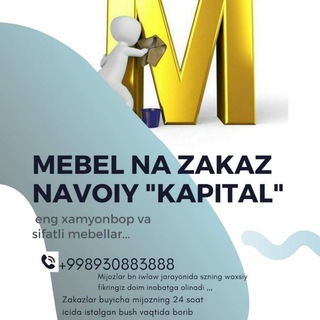 M
MEBEL NA ZAKAZ
NAVOIY "KAPITAL"
eng xamyonbop va
sifatli mebellar...
+998930883888
Mijozlar bn iwlaw jarayonida szning waxsiy
fikringiz doim inobatga olinadi ,,,
Zakazlar buyicha mijozning 24 soat
icida istalgan bush vaqtida borib